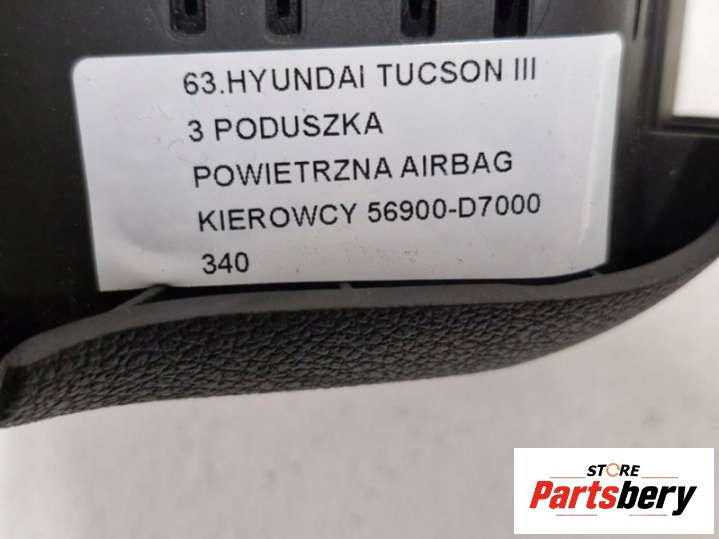 63.HYUNDAI TUCSON III
3 PODUSZKA
POWIETRZNA AIRBAG
KIEROWCY 56900-D7000
340
STORE
Partsbery